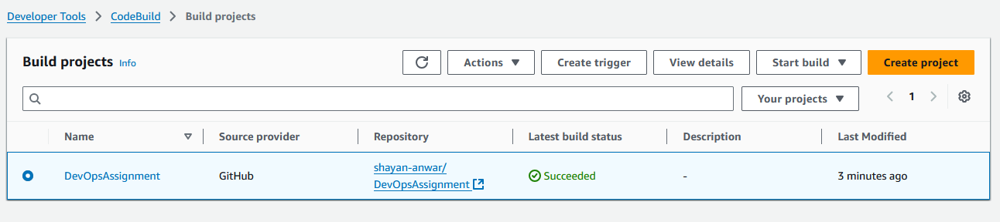 Developer Tools > CodeBuild > Build projects
Build projects Info
Actions
Create trigger
View details
Start build
Create project
Your projects
1
Name
Source provider
Repository
Latest build status
Description
Last Modified
DevOpsAssignment
GitHub
shayan-anwar/
DevOpsAssignment
Succeeded
-
3 minutes ago